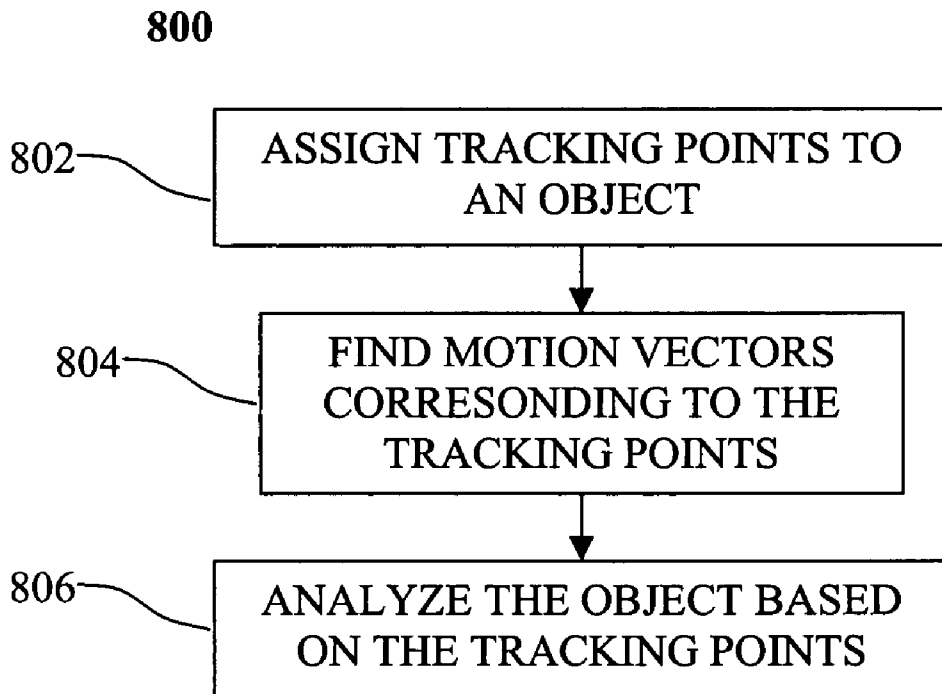 800
802
ASSIGN TRACKING POINTS TO
AN OBJECT
804
FIND MOTION VECTORS
CORRESONDING TO THE
TRACKING POINTS
806
ANALYZE THE OBJECT BASED
ON THE TRACKING POINTS